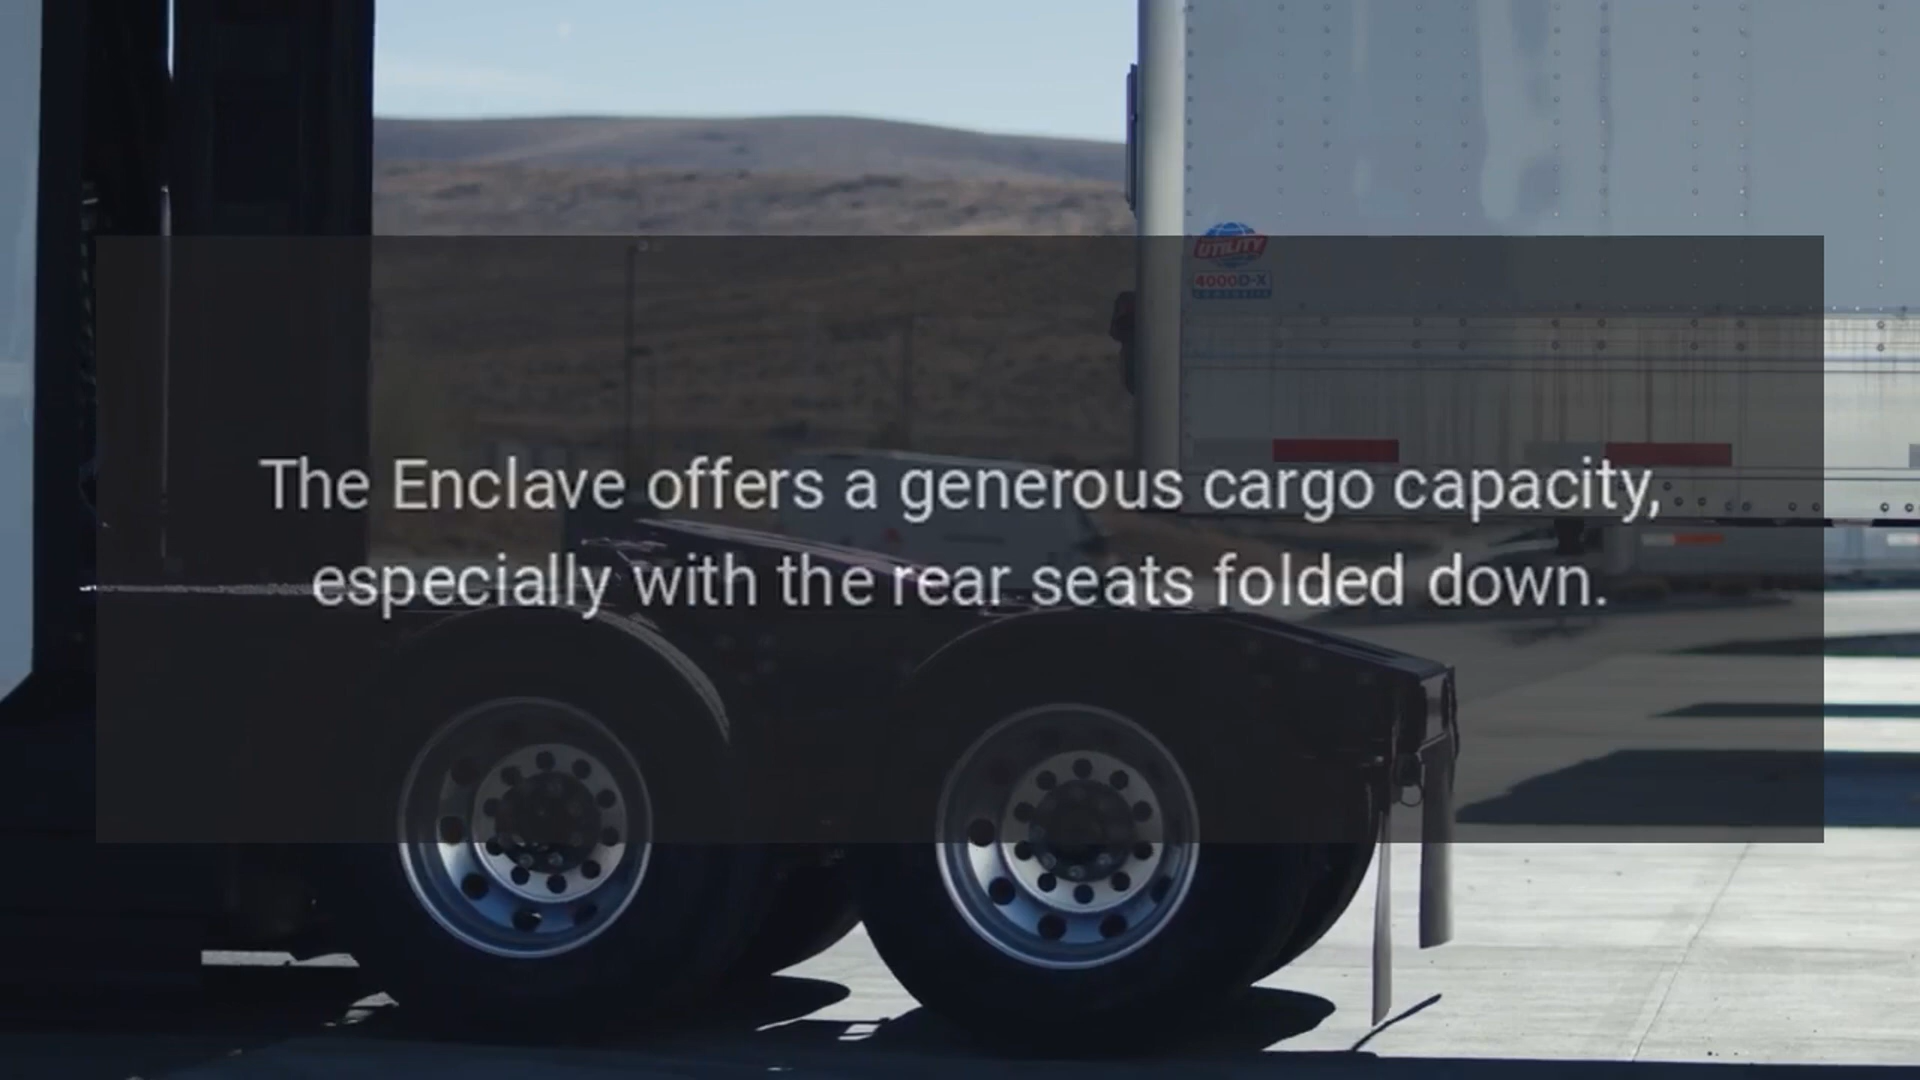 UTILITY
4000D-X
The Enclave offers a generous cargo capacity,
especially with the rear seats folded down.